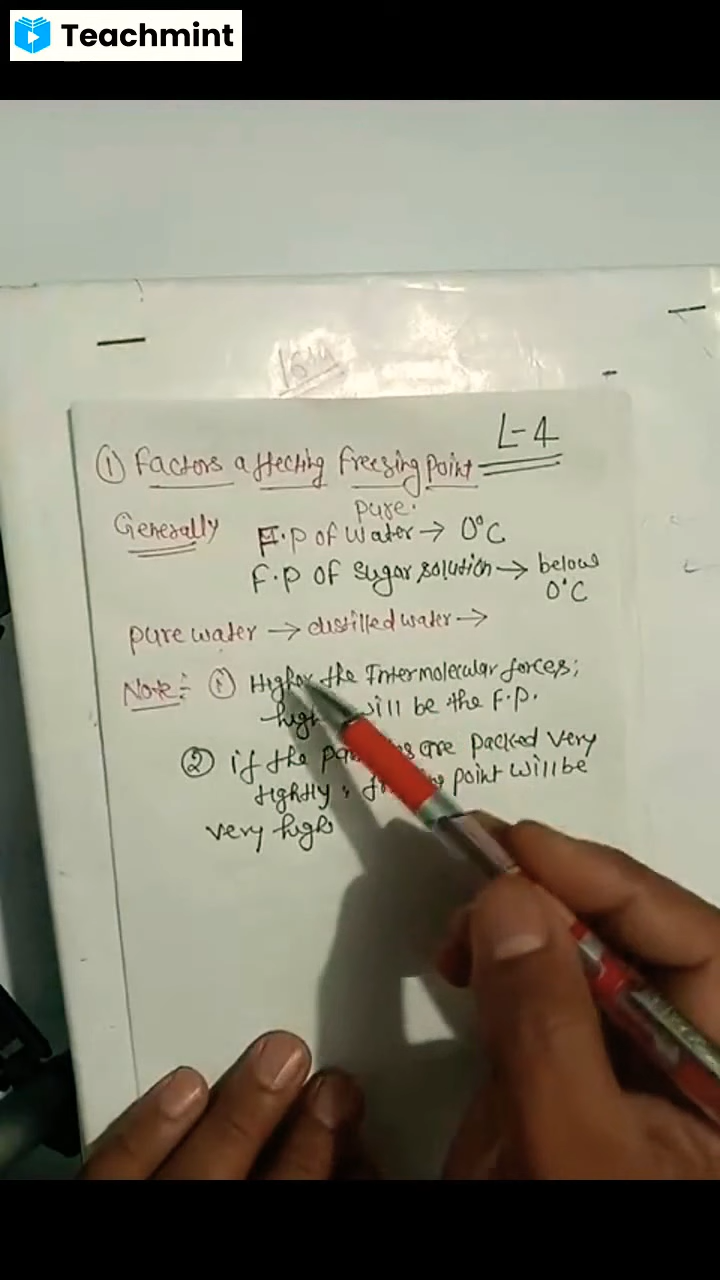 Teachmint
L-4
① Factors affecting Freezing Point
pure.
Generally F.p of water → 0°C
F.p of sugar solution → below
0°C
pure water → distilled water →
Note:- ① Higher the Intermolecular forces;
will be the F.p.
② if the are packed very
tightly, point will be
very high